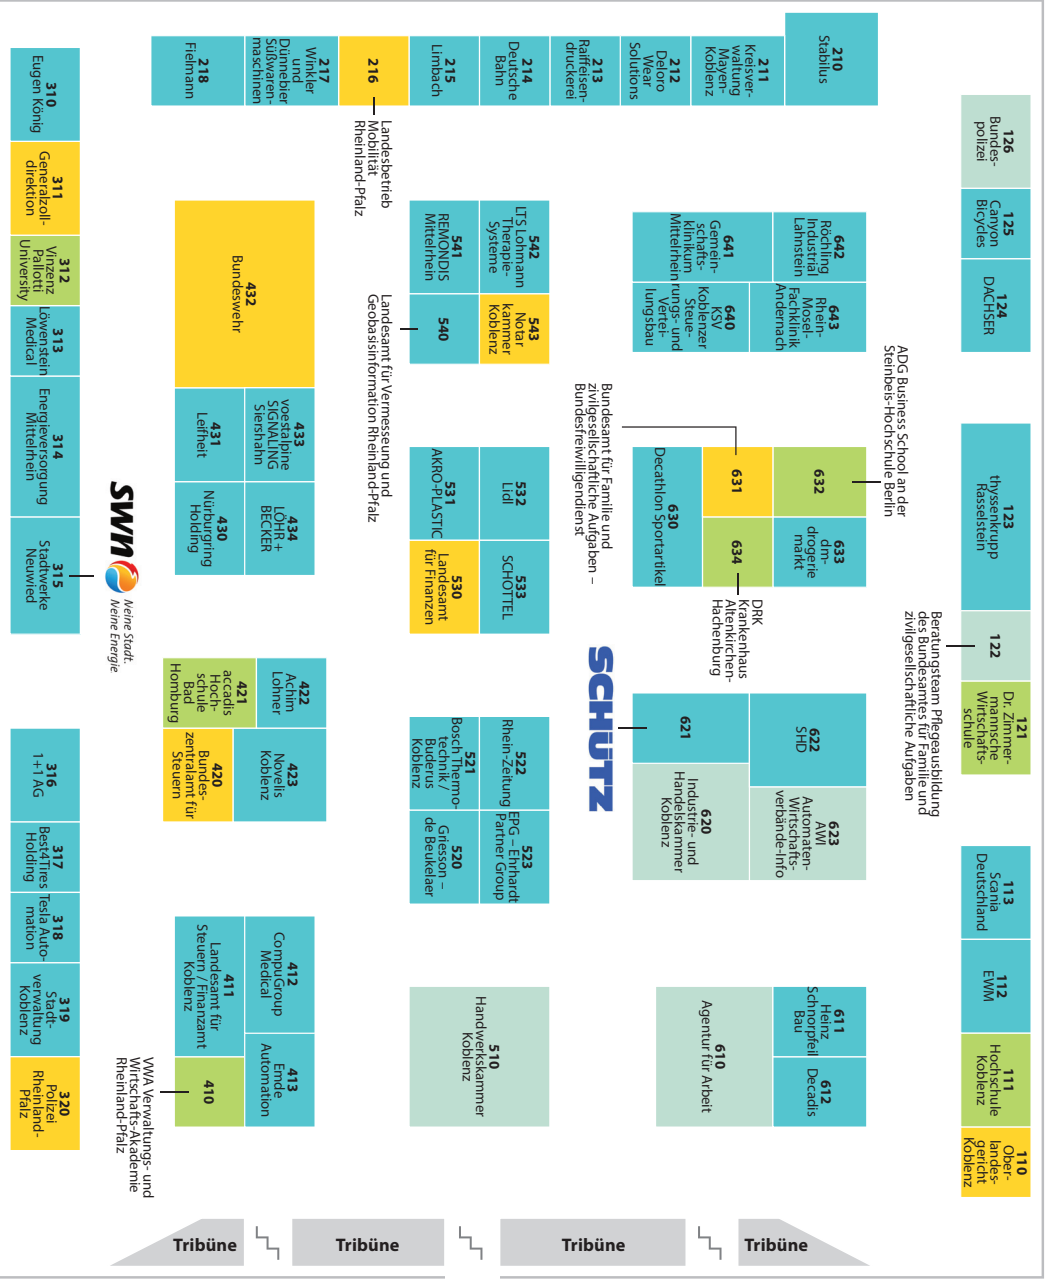 210
Stabilus
211
Kreisver-
waltung
Mayen-
Koblenz
212
Deloro
Wear
Solutions
213
Raiffeisen-
druckerei
214
Deutsche
Bahn
215
Limbach
216
Landesbetrieb
Mobilität
Rheinland-Pfalz
217
Winkler
und
Dünnebier
Süßwaren-
maschinen
218
Fielmann
126
Bundes-
polizei
125
Canyon
Bicycles
124
DACHSER
123
thyssenkrupp
Rasselstein
122
Beratungsteam Pflegeausbildung
des Bundesamtes für Familie und
zivilgesellschaftliche Aufgaben
121
Dr. Zimmer-
mannsche
Wirtschafts-
schule
113
Scania
Deutschland
112
EWM
111
Hochschule
Koblenz
110
Ober-
landes-
gericht
Koblenz
642
Röchling
Industrial
Lahnstein
641
Gemein-
schafts-
klinikum
Mittelrhein
643
Rhein-
Mosel-
Fachklinik
Andernach
640
KSV
Koblenzer
Steue-
rungs- und
Vertei-
lungsbau
ADG Business School an der
Steinbeis-Hochschule Berlin
632
631
Bundesamt für Familie und
zivilgesellschaftliche Aufgaben –
Bundesfreiwilligendienst
630
Decathlon Sportartikel
633
dm-
drogerie
markt
634
DRK
Krankenhaus
Altenkirchen-
Hachenburg
SCHÜTZ
622
SHD
621
623
AWI
Automaten-
Wirtschafts-
verbände-Info
620
Industrie- und
Handelskammer
Koblenz
611
Heinz
Schnorpfeil
Bau
612
Decadis
610
Agentur für Arbeit
542
LTS Lohmann
Therapie-
Systeme
541
REMONDIS
Mittelrhein
543
Notar
kammer
Koblenz
540
Landesamt für Vermessung und
Geobasisinformation Rheinland-Pfalz
532
Lidl
531
AKRO-PLASTIC
533
SCHOTTEL
530
Landesamt
für Finanzen
522
Rhein-Zeitung
521
Bosch Thermo-
technik /
Buderus
Koblenz
523
EPG – Ehrhardt
Partner Group
520
Griesson –
de Beukelaer
510
Handwerkskammer
Koblenz
432
Bundeswehr
433
voestalpine
SIGNALING
Siershahn
431
Leifheit
434
LÖHR +
BECKER
430
Nürburgring
Holding
422
Achim
Lohner
421
accadis
Hoch-
schule
Bad
Homburg
423
Novelis
Koblenz
420
Bundes-
zentralamt für
Steuern
412
CompuGroup
Medical
411
Landesamt für
Steuern / Finanzamt
Koblenz
413
Emde
Automation
410
VWA Verwaltungs- und
Wirtschafts-Akademie
Rheinland-Pfalz
310
Eugen König
311
Generalzoll-
direktion
312
Vinzenz
Pallotti
University
313
Löwenstein
Medical
314
Energieversorgung
Mittelrhein
315
Stadtwerke
Neuwied
swn
Meine Stadt.
Meine Energie.
316
1+1 AG
317
Best4Tires
Holding
318
Tesla Auto-
mation
319
Stadt-
verwaltung
Koblenz
320
Polizei
Rheinland-
Pfalz
Tribüne
Tribüne
Tribüne
Tribüne